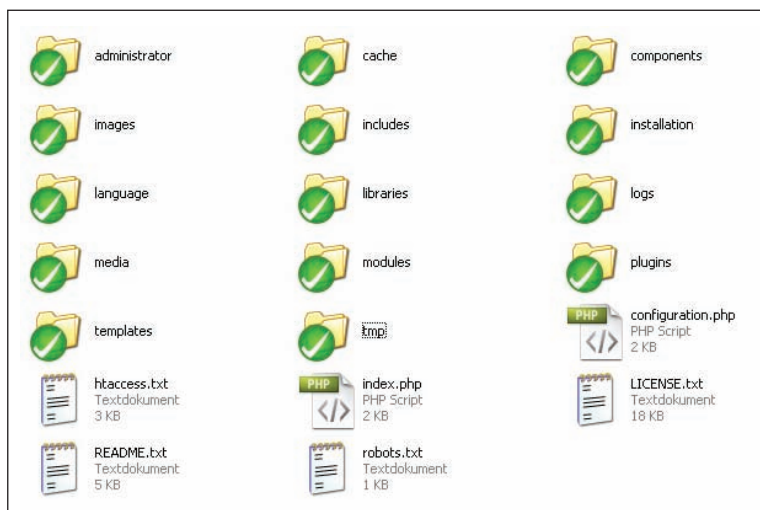 administrator
cache
components
images
includes
installation
language
libraries
logs
media
modules
plugins
templates
tmp
PHP
configuration.php
PHP Script
2 KB
htaccess.txt
Textdokument
3 KB
PHP
index.php
PHP Script
2 KB
LICENSE.txt
Textdokument
18 KB
README.txt
Textdokument
5 KB
robots.txt
Textdokument
1 KB